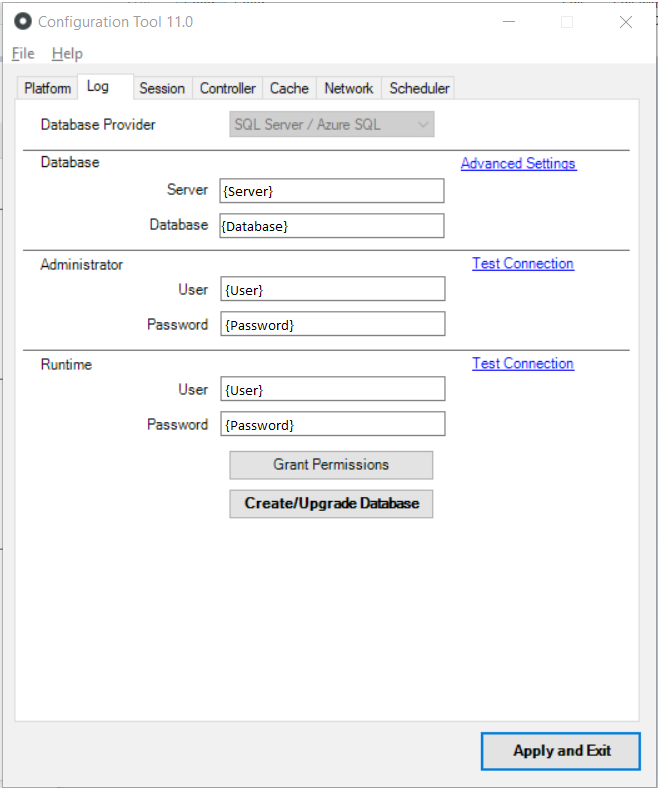 Configuration Tool 11.0
File Help
Platform Log Session Controller Cache Network Scheduler
Database Provider SQL Server / Azure SQL
Database Advanced Settings
Server {Server}
Database {Database}
Administrator Test Connection
User {User}
Password {Password}
Runtime Test Connection
User {User}
Password {Password}
Grant Permissions
Create/Upgrade Database
Apply and Exit